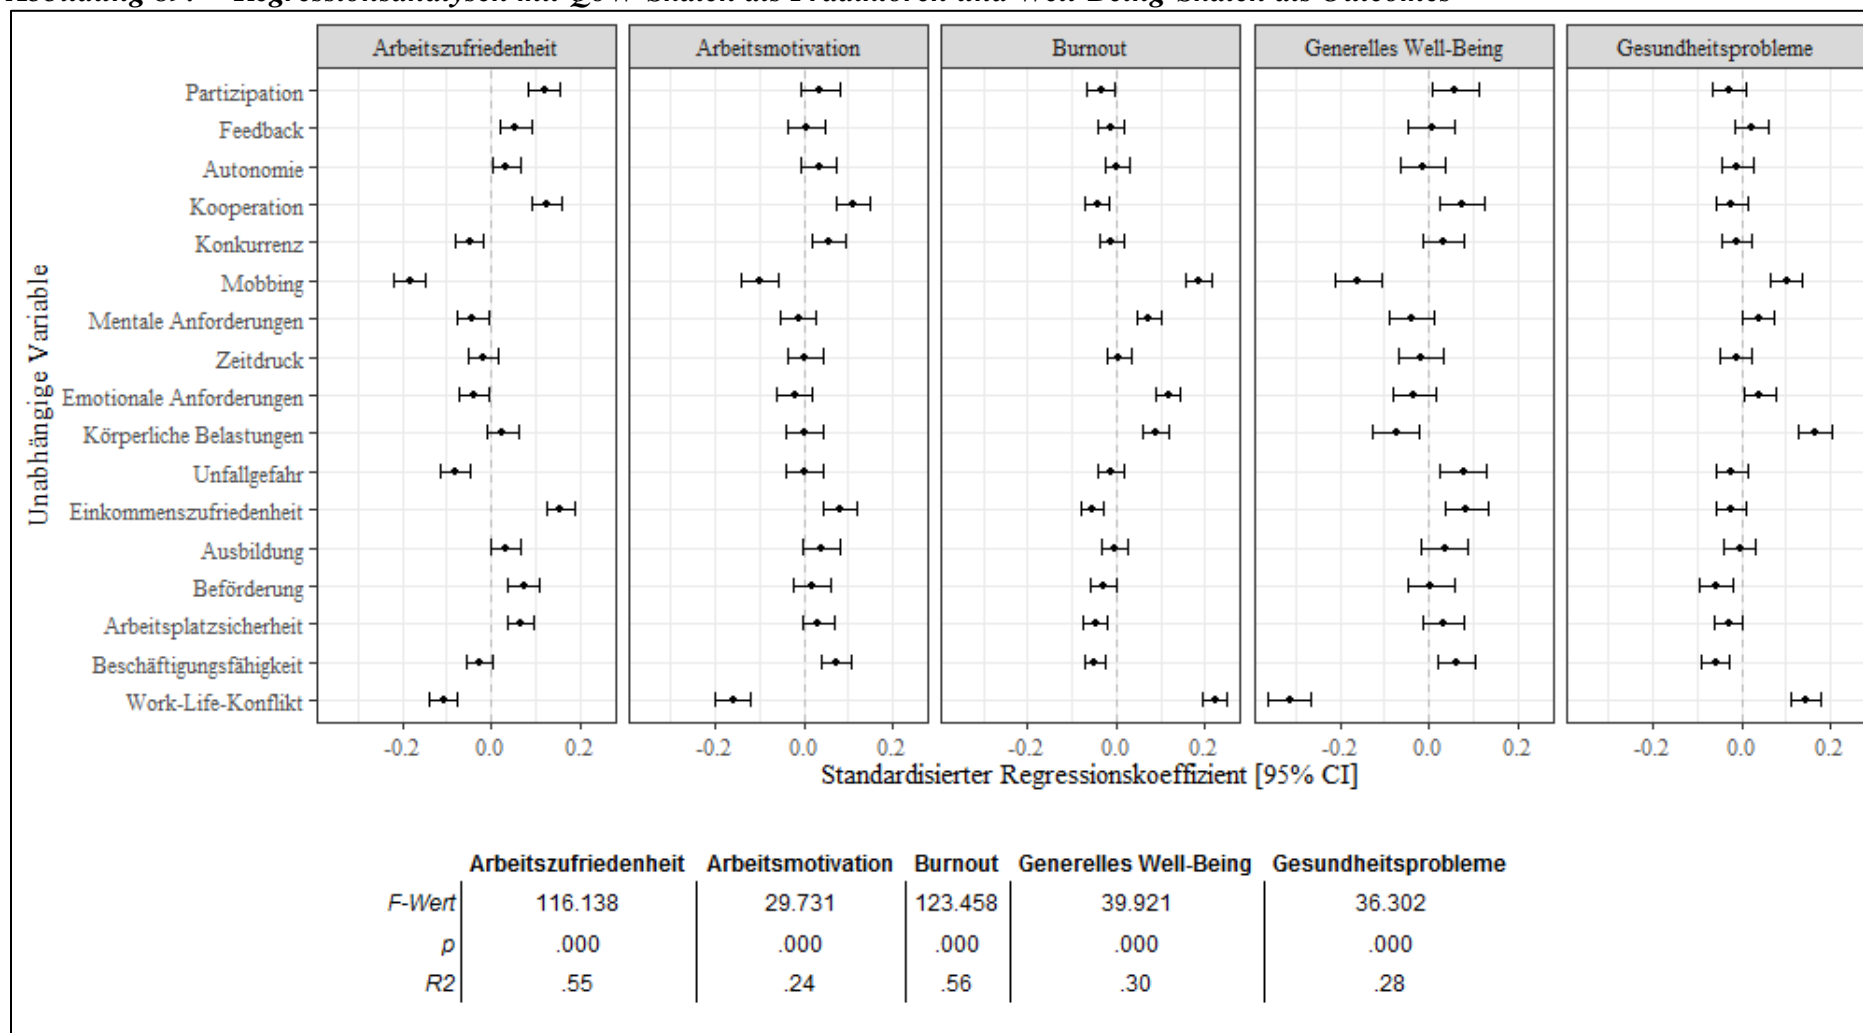 Regressionsanalysen mit QoW-Skalen als Prädiktoren und Well-Being-Skalen als Outcomes
Arbeitszufriedenheit Arbeitsmotivation Burnout Generelles Well-Being Gesundheitsprobleme
Unabhängige Variable
Partizipation
Feedback
Autonomie
Kooperation
Konkurrenz
Mobbing
Mentale Anforderungen
Zeitdruck
Emotionale Anforderungen
Körperliche Belastungen
Unfallgefahr
Einkommenszufriedenheit
Ausbildung
Beförderung
Arbeitsplatzsicherheit
Beschäftigungsfähigkeit
Work-Life-Konflikt
-0.2 0.0 0.2 -0.2 0.0 0.2 -0.2 0.0 0.2 -0.2 0.0 0.2 -0.2 0.0 0.2
Standardisierter Regressionskoeffizient [95% CI]
Arbeitszufriedenheit Arbeitsmotivation Burnout Generelles Well-Being Gesundheitsprobleme
F-Wert 116.138 29.731 123.458 39.921 36.302
p .000 .000 .000 .000 .000
R2 .55 .24 .56 .30 .28